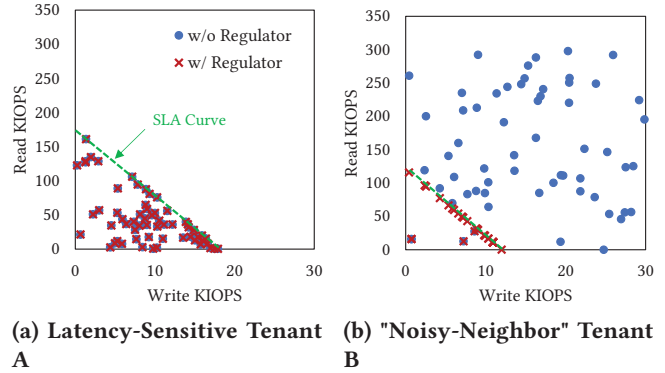 350
300
250
200
150
100
50
0
Read KIOPS
w/o Regulator
w/ Regulator
SLA Curve
0 10 20 30
Write KIOPS
(a) Latency-Sensitive Tenant
A
350
300
250
200
150
100
50
0
Read KIOPS
0 10 20 30
Write KIOPS
(b) "Noisy-Neighbor" Tenant
B